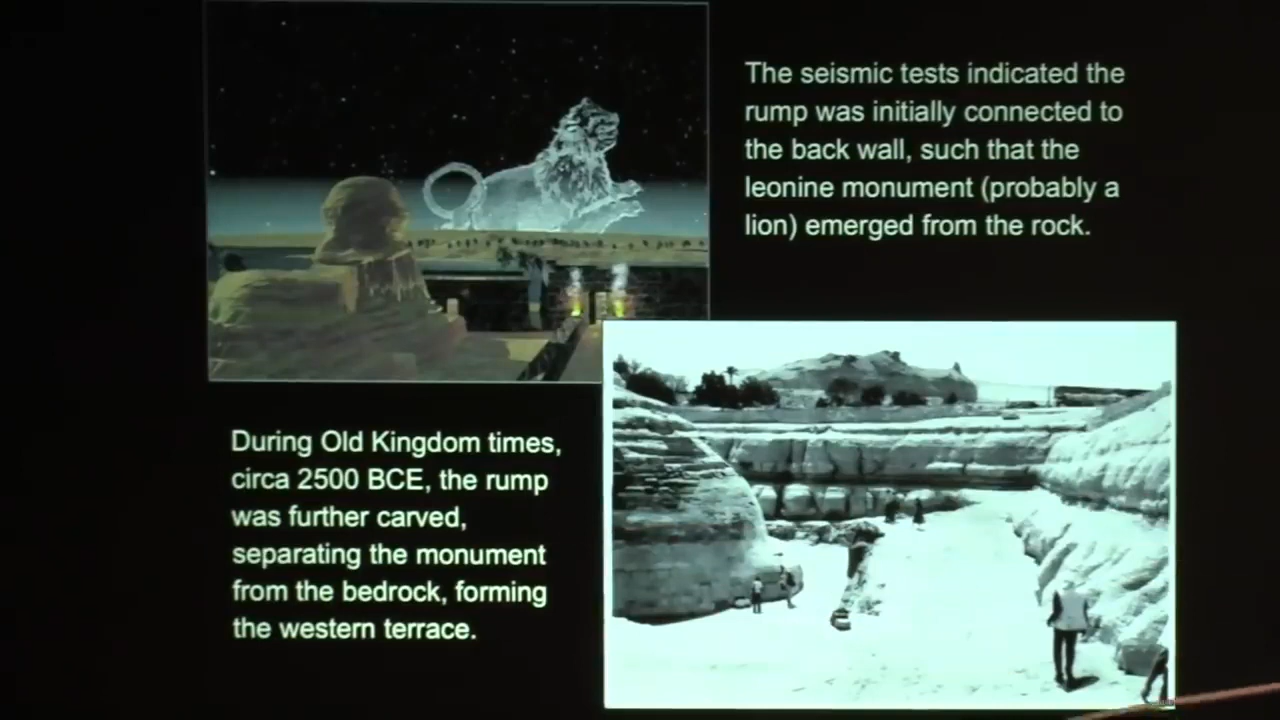 The seismic tests indicated the
rump was initially connected to
the back wall, such that the
leonine monument (probably a
lion) emerged from the rock.
During Old Kingdom times,
circa 2500 BCE, the rump
was further carved,
separating the monument
from the bedrock, forming
the western terrace.